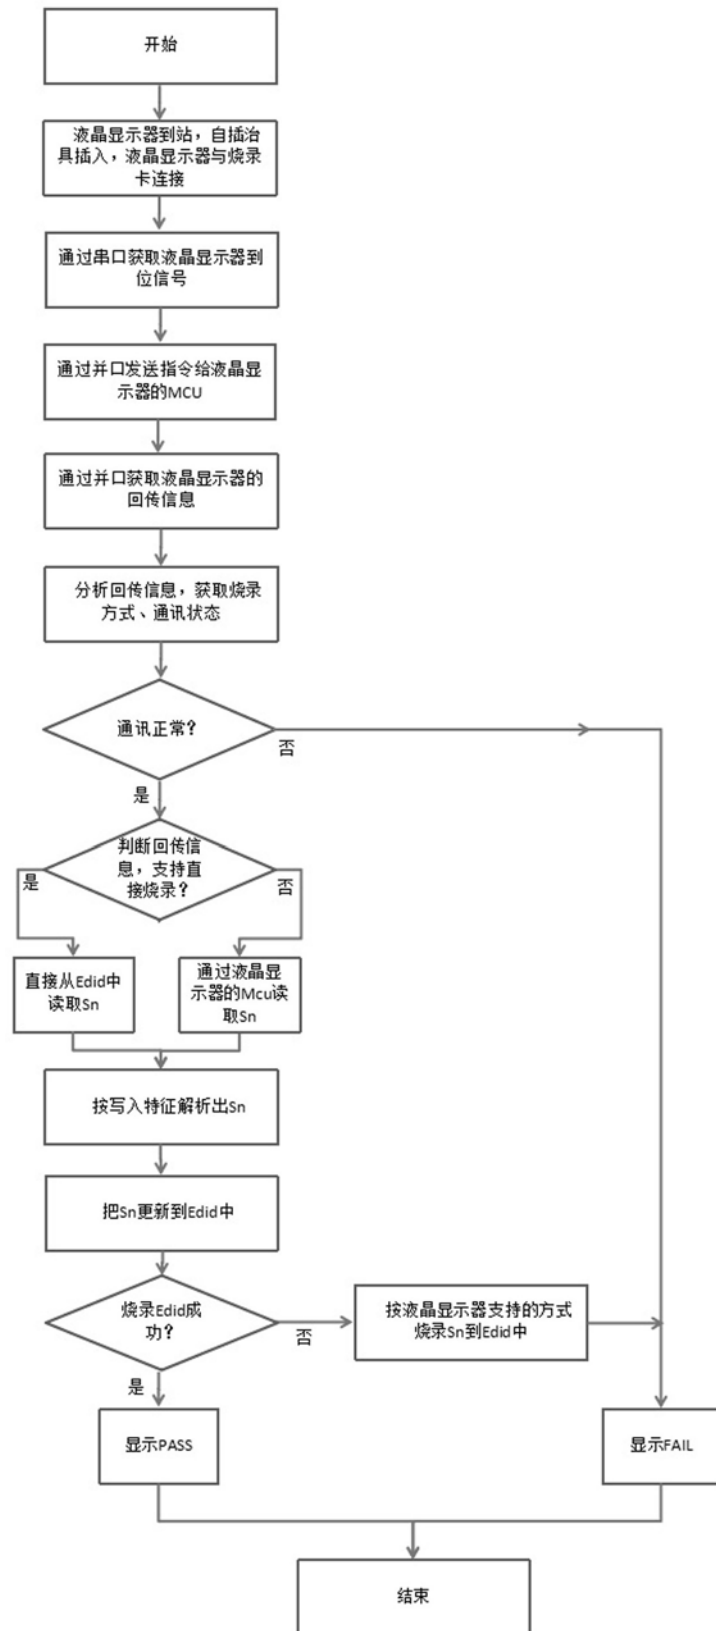 开始
液晶显示器到站，自插治
具插入，液晶显示器与烧录
卡连接
通过串口获取液晶显示器到
位信号
通过并口发送指令给液晶显
示器的MCU
通过并口获取液晶显示器的
回传信息
分析回传信息，获取烧录
方式、通讯状态
通讯正常？
否
是
判断回传信
息，支持直
接烧录？
是
否
直接从Edid中
读取Sn
通过液晶显
示器的Mcu读
取Sn
按写入特征解析出Sn
把Sn更新到Edid中
烧录Edid成
功？
否
按液晶显示器支持的方式
烧录Sn到Edid中
是
显示PASS
显示FAIL
结束